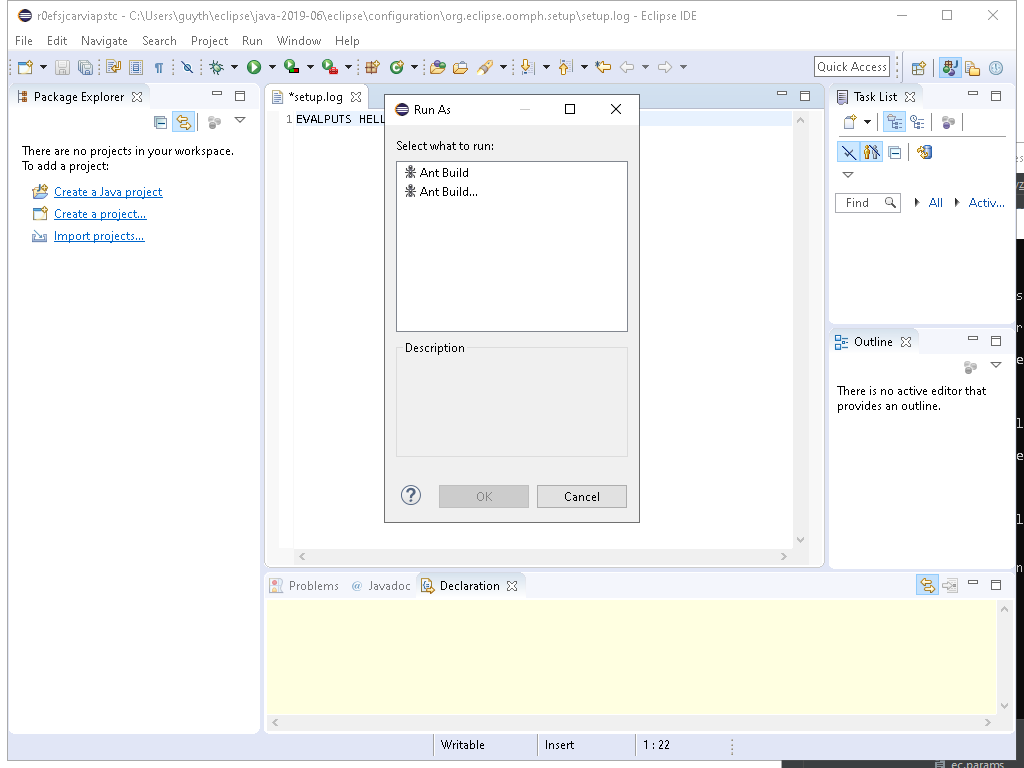 r0efsjcarviapstc - C:\Users\guyth\eclipse\java-2019-06\eclipse\configuration\org.eclipse.oomph.setup\setup.log - Eclipse IDE
File Edit Navigate Search Project Run Window Help
Quick Access
Package Explorer
There are no projects in your workspace.
To add a project:
Create a Java project
Create a project...
Import projects...
*setup.log
1 EVALPUTS HELL
Run As
Select what to run:
Ant Build
Ant Build...
Description
OK Cancel
Task List
Find All Activ...
Outline
There is no active editor that
provides an outline.
Problems @ Javadoc Declaration
Writable Insert 1 : 22
ec.params